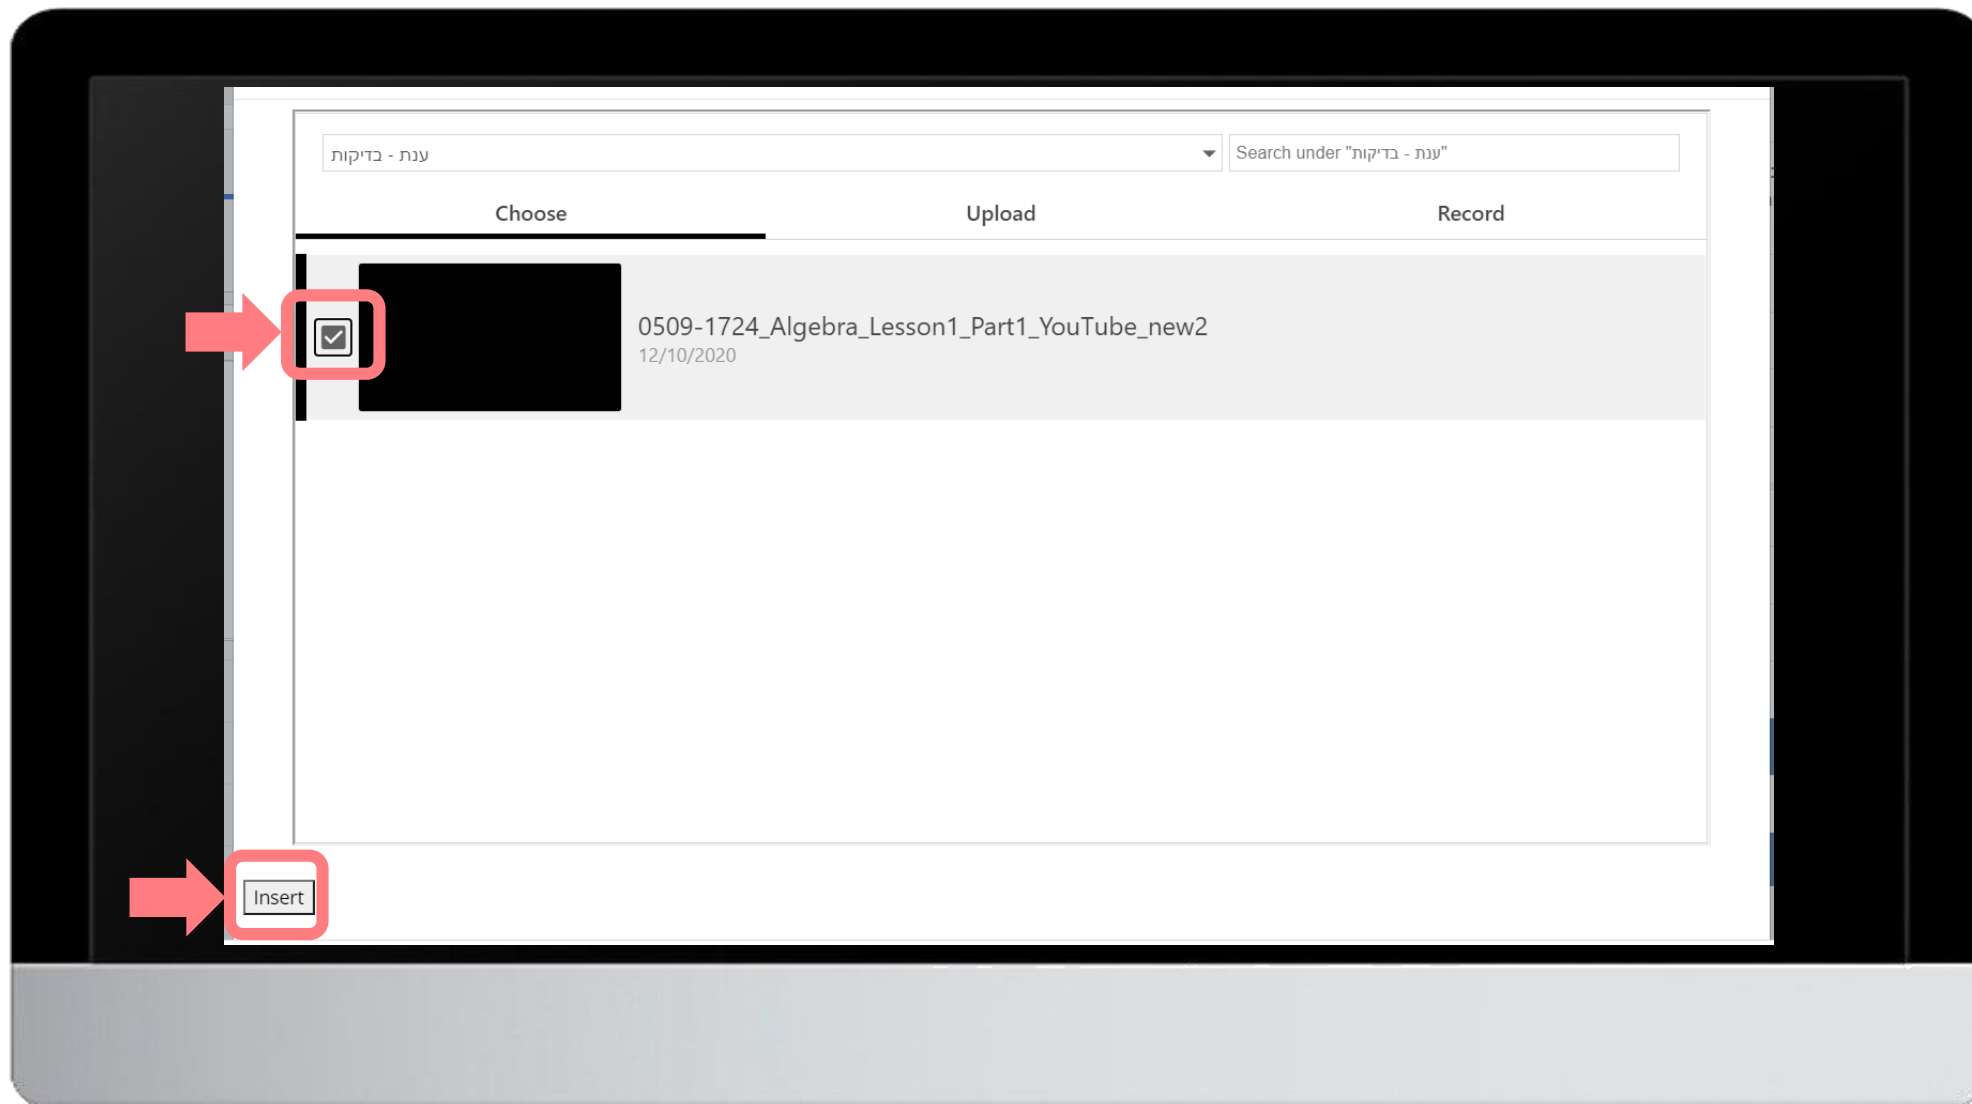 ענת - בדיקות
Search under "ענת - בדיקות"
Choose Upload Record
0509-1724_Algebra_Lesson1_Part1_YouTube_new2
12/10/2020
Insert